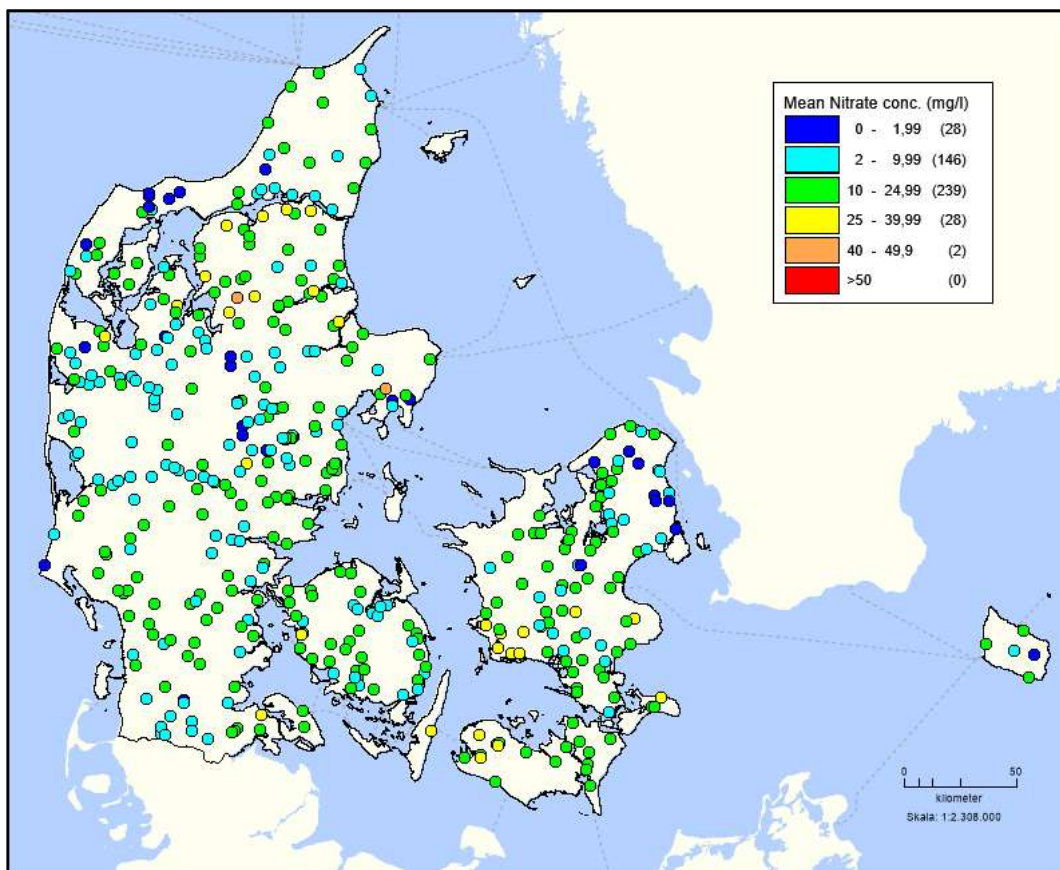 Mean Nitrate conc. (mg/l)
0 - 1,99 (28)
2 - 9,99 (146)
10 - 24,99 (239)
25 - 39,99 (28)
40 - 49,9 (2)
>50 (0)
0 50
kilometer
Skala: 1:2.308.000